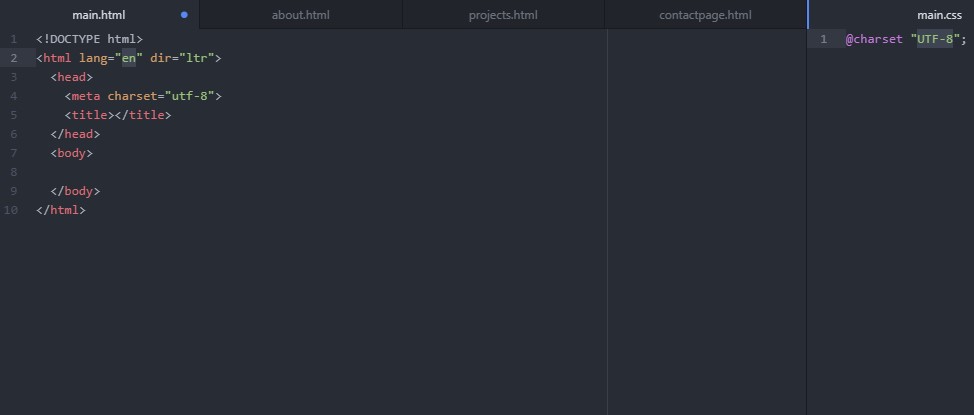 main.html about.html projects.html contactpage.html main.css
1 <!DOCTYPE html>
2 <html lang="en" dir="ltr">
3   <head>
4     <meta charset="utf-8">
5     <title></title>
6   </head>
7   <body>
8
9   </body>
10 </html>
1 @charset "UTF-8";